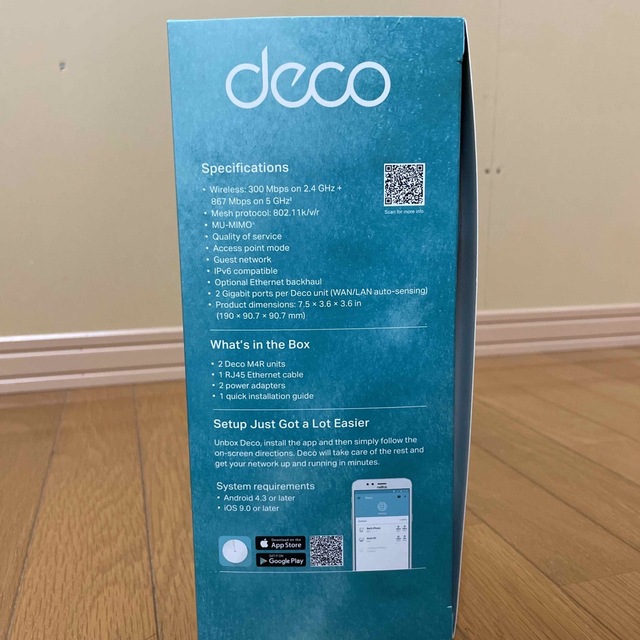 deco
Specifications
• Wireless: 300 Mbps on 2.4 GHz +
867 Mbps on 5 GHz‡
• Mesh protocol: 802.11k/v/r
• MU-MIMO
• Quality of service
• Access point mode
• Guest network
• IPv6 compatible
• Optional Ethernet backhaul
• 2 Gigabit ports per Deco unit (WAN/LAN auto-sensing)
• Product dimensions: 7.5 × 3.6 × 3.6 in
(190 × 90.7 × 90.7 mm)
Scan for more info
What's in the Box
• 2 Deco M4R units
• 1 RJ45 Ethernet cable
• 2 power adapters
• 1 quick installation guide
Setup Just Got a Lot Easier
Unbox Deco, install the app and then simply follow the
on-screen directions. Deco will take care of the rest and
get your network up and running in minutes.
System requirements
• Android 4.3 or later
• iOS 9.0 or later
Download on the
App Store
GET IT ON
Google Play